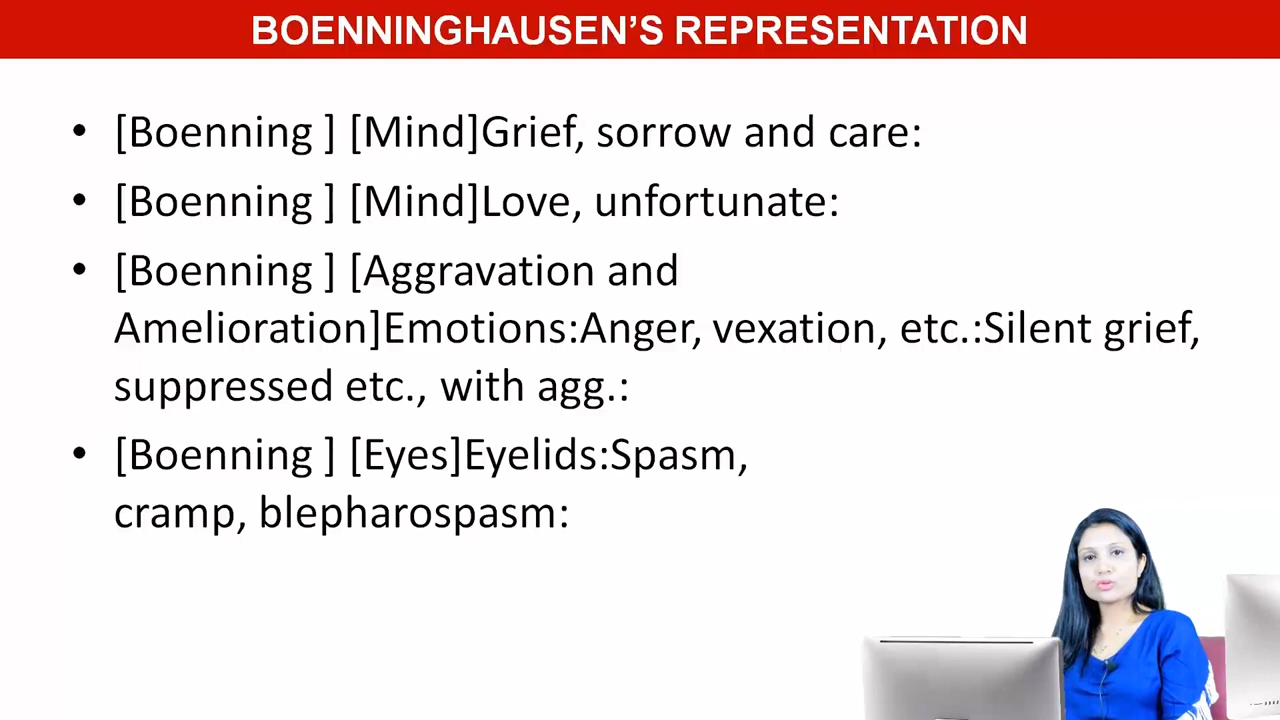 BOENNINGHAUSEN'S REPRESENTATION
• [Boenning ] [Mind]Grief, sorrow and care:
• [Boenning ] [Mind]Love, unfortunate:
• [Boenning ] [Aggravation and
Amelioration]Emotions:Anger, vexation, etc.:Silent grief,
suppressed etc., with agg.:
• [Boenning ] [Eyes]Eyelids:Spasm,
cramp, blepharospasm: